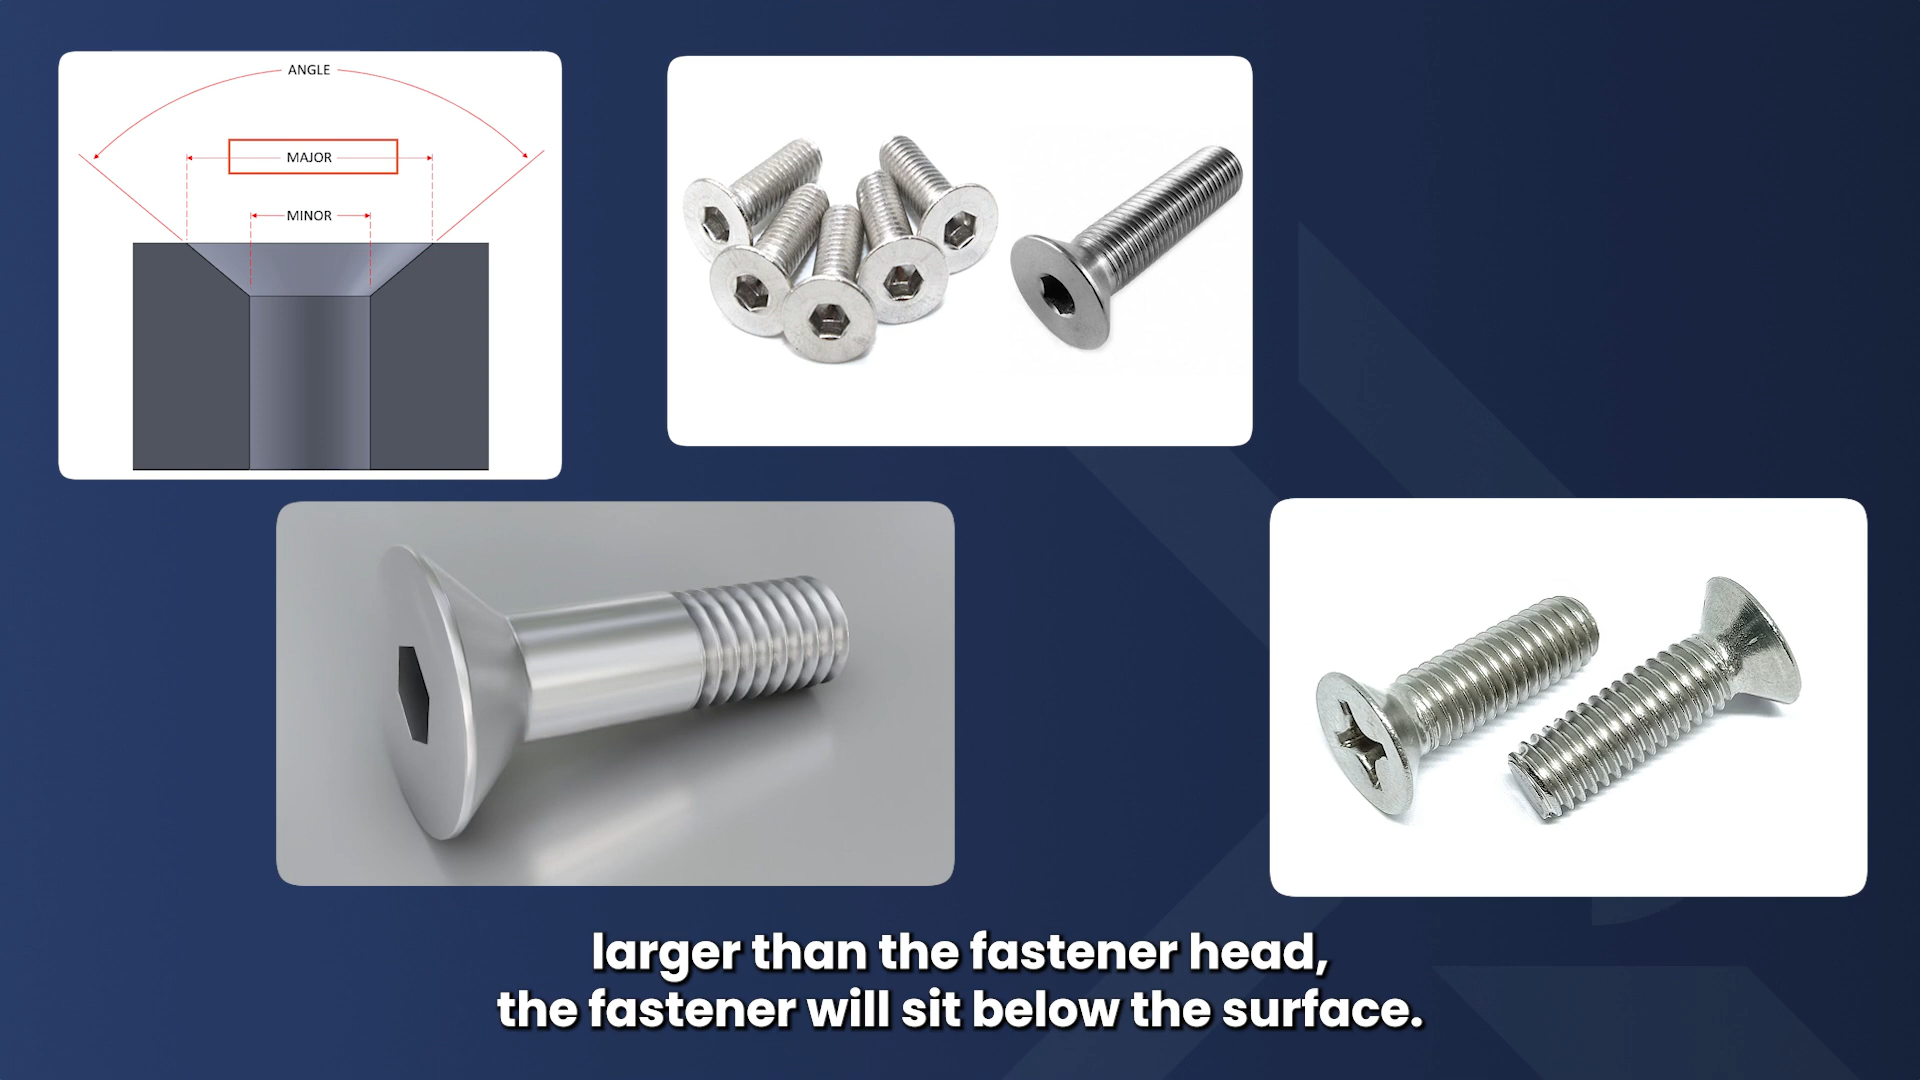 ANGLE
MAJOR
MINOR
larger than the fastener head,
the fastener will sit below the surface.